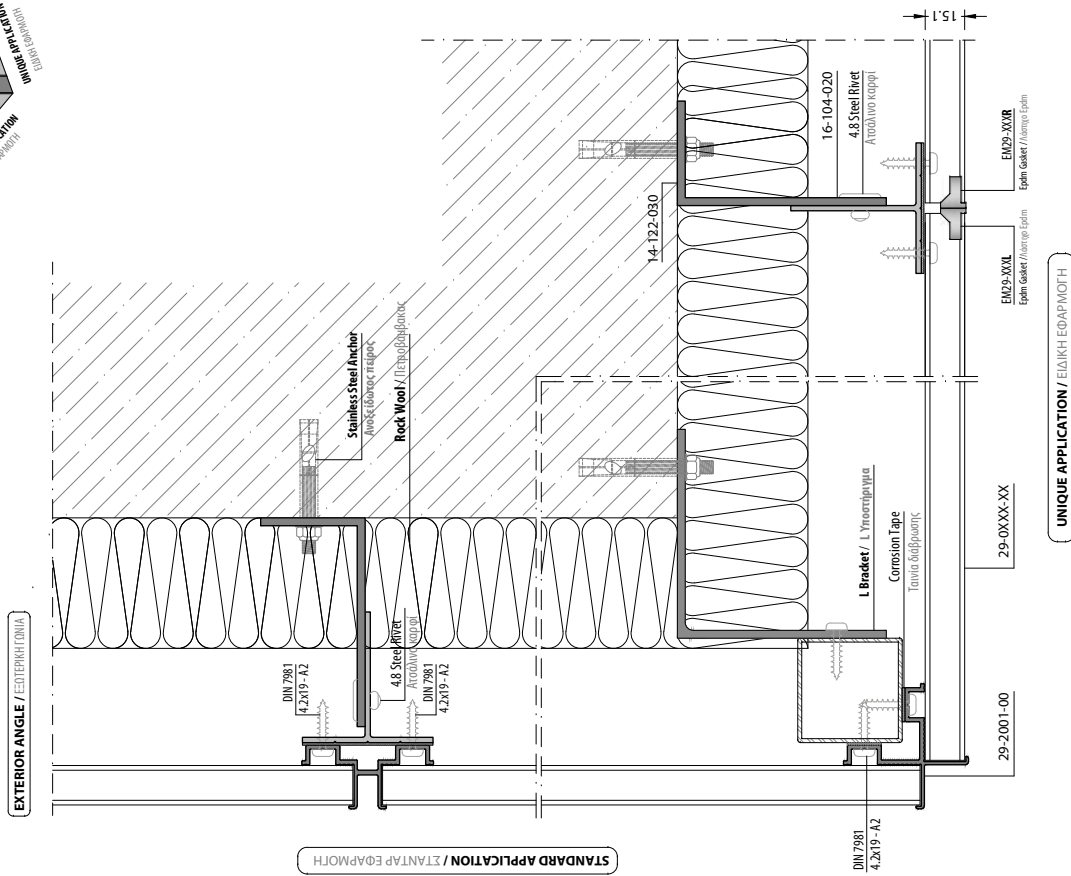 UNIQUE APPLICATION
ΕΙΔΙΚΗ ΕΦΑΡΜΟΓΗ
EXTERIOR ANGLE / ΕΞΩΤΕΡΙΚΗ ΓΩΝΙΑ
15.1
16-104-020
4.8 Steel Rivet
Ατσάλινο καρφί
14-122-030
EM29-XXXR
Epdm Gasket / Λάστιχο Epdm
EM29-XXXL
Epdm Gasket / Λάστιχο Epdm
Stainless Steel Anchor
Ανοξείδωτος πείρος
Rock Wool / Πετροβάμβακας
DIN 7981
4.2x19 - A2
4.8 Steel Rivet
Ατσάλινο καρφί
DIN 7981
4.2x19 - A2
L Bracket / L Υποστήριγμα
Corrosion Tape
Ταινία διάβρωσης
29-0XXX-XX
29-2001-00
DIN 7981
4.2x19 - A2
STANDARD APPLICATION / ΣΤΑΝΤΑΡ ΕΦΑΡΜΟΓΗ
UNIQUE APPLICATION / ΕΙΔΙΚΗ ΕΦΑΡΜΟΓΗ